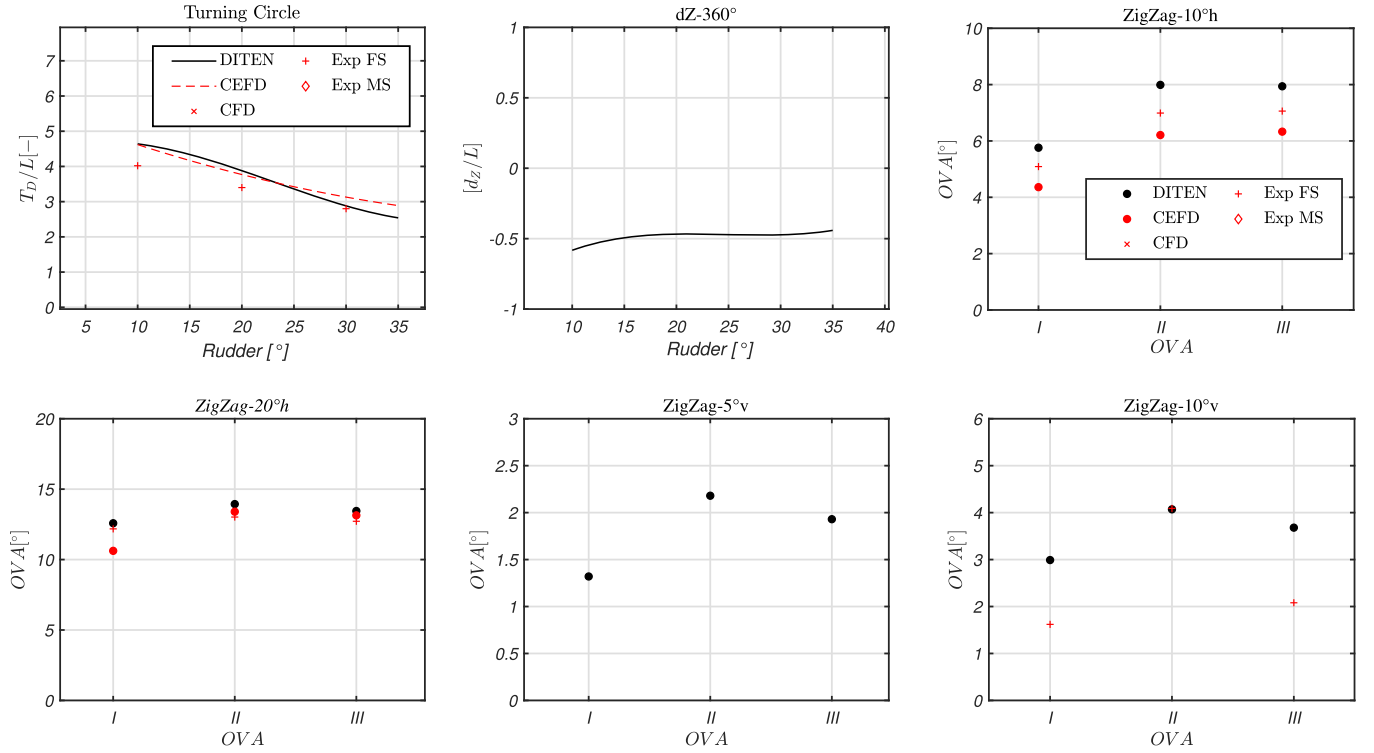 Turning Circle
7
6
5
4
3
2
1
0
T_D/L[−]
DITEN
CEFD
CFD
Exp FS
Exp MS
5 10 15 20 25 30 35
Rudder [°]
dZ-360°
1
0.5
0
-0.5
-1
[d_Z/L]
10 15 20 25 30 35 40
Rudder [°]
ZigZag-10°h
10
8
6
4
2
0
OVA[°]
DITEN
CEFD
CFD
Exp FS
Exp MS
I II III
OVA
ZigZag-20°h
20
15
10
5
0
OVA[°]
I II III
OVA
ZigZag-5°v
3
2.5
2
1.5
1
0.5
0
OVA[°]
I II III
OVA
ZigZag-10°v
6
5
4
3
2
1
0
OVA[°]
I II III
OVA